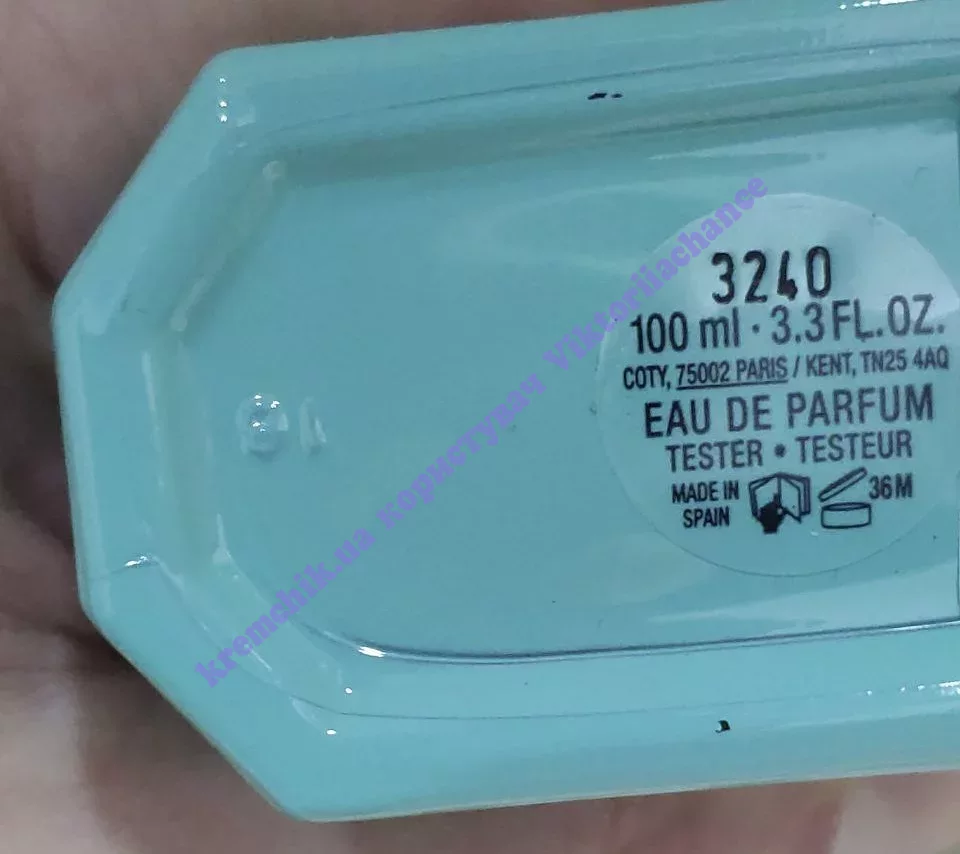 3240
100 ml · 3.3 FL.OZ.
COTY, 75002 PARIS / KENT, TN25 4AQ
EAU DE PARFUM
TESTER • TESTEUR
MADE IN
SPAIN
36M
kremchik.ua користувач Viktoriiachance